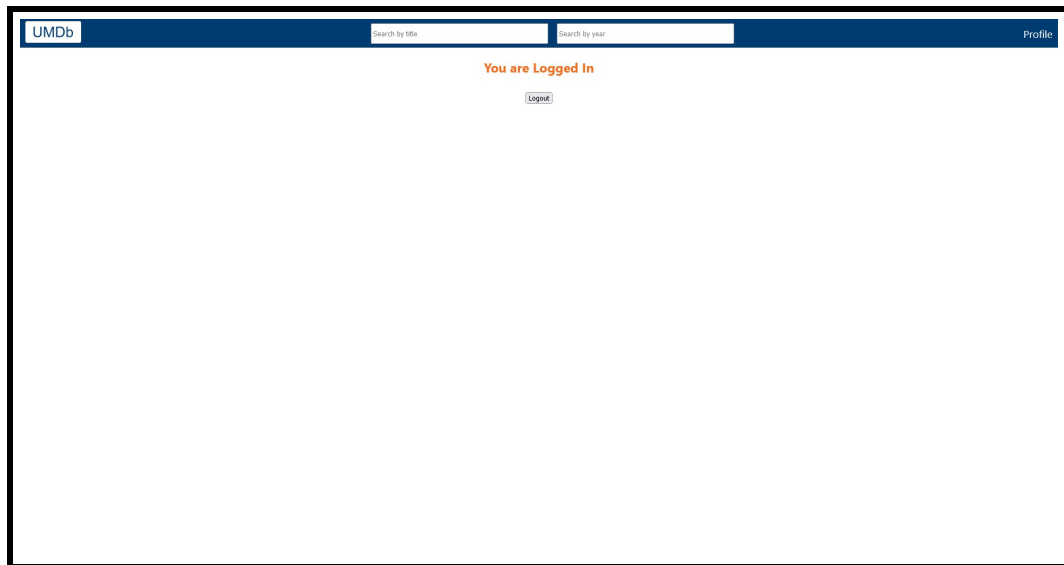 UMDb
Search by title
Search by year
Profile
You are Logged In
Logout